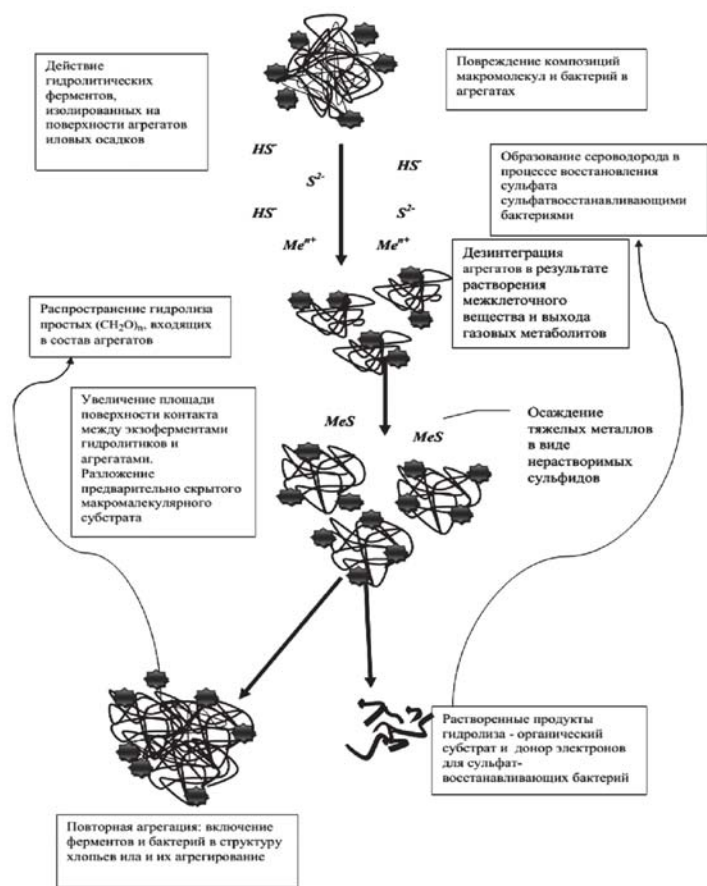 Действие
гидролитических
ферментов,
изолированных на
поверхности агрегатов
иловых осадков
Повреждение композиций
макромолекул и бактерий в
агрегатах
HS-
S2-
HS-
HS-
S2-
Men+
Men+
Образование сероводорода в
процессе восстановления
сульфата
сульфатвосстанавливающими
бактериями
Дезинтеграция
агрегатов в результате
растворения
межклеточного
вещества и выхода
газовых метаболитов
Распространение гидролиза
простых (CH2O)n, входящих
в состав агрегатов
Увеличение площади
поверхности контакта
между экзоферментами
гидролитиков и
агрегатами.
Разложение
предварительно скрытого
макромалекулярного
субстрата
MeS
MeS
Осаждение
тяжелых металлов
в виде
нерастворимых
сульфидов
Растворенные продукты
гидролиза - органический
субстрат и донор электронов
для сульфат-
восстанавливающих бактерий
Повторная агрегация: включение
ферментов и бактерий в структуру
хлопьев ила и их агрегирование